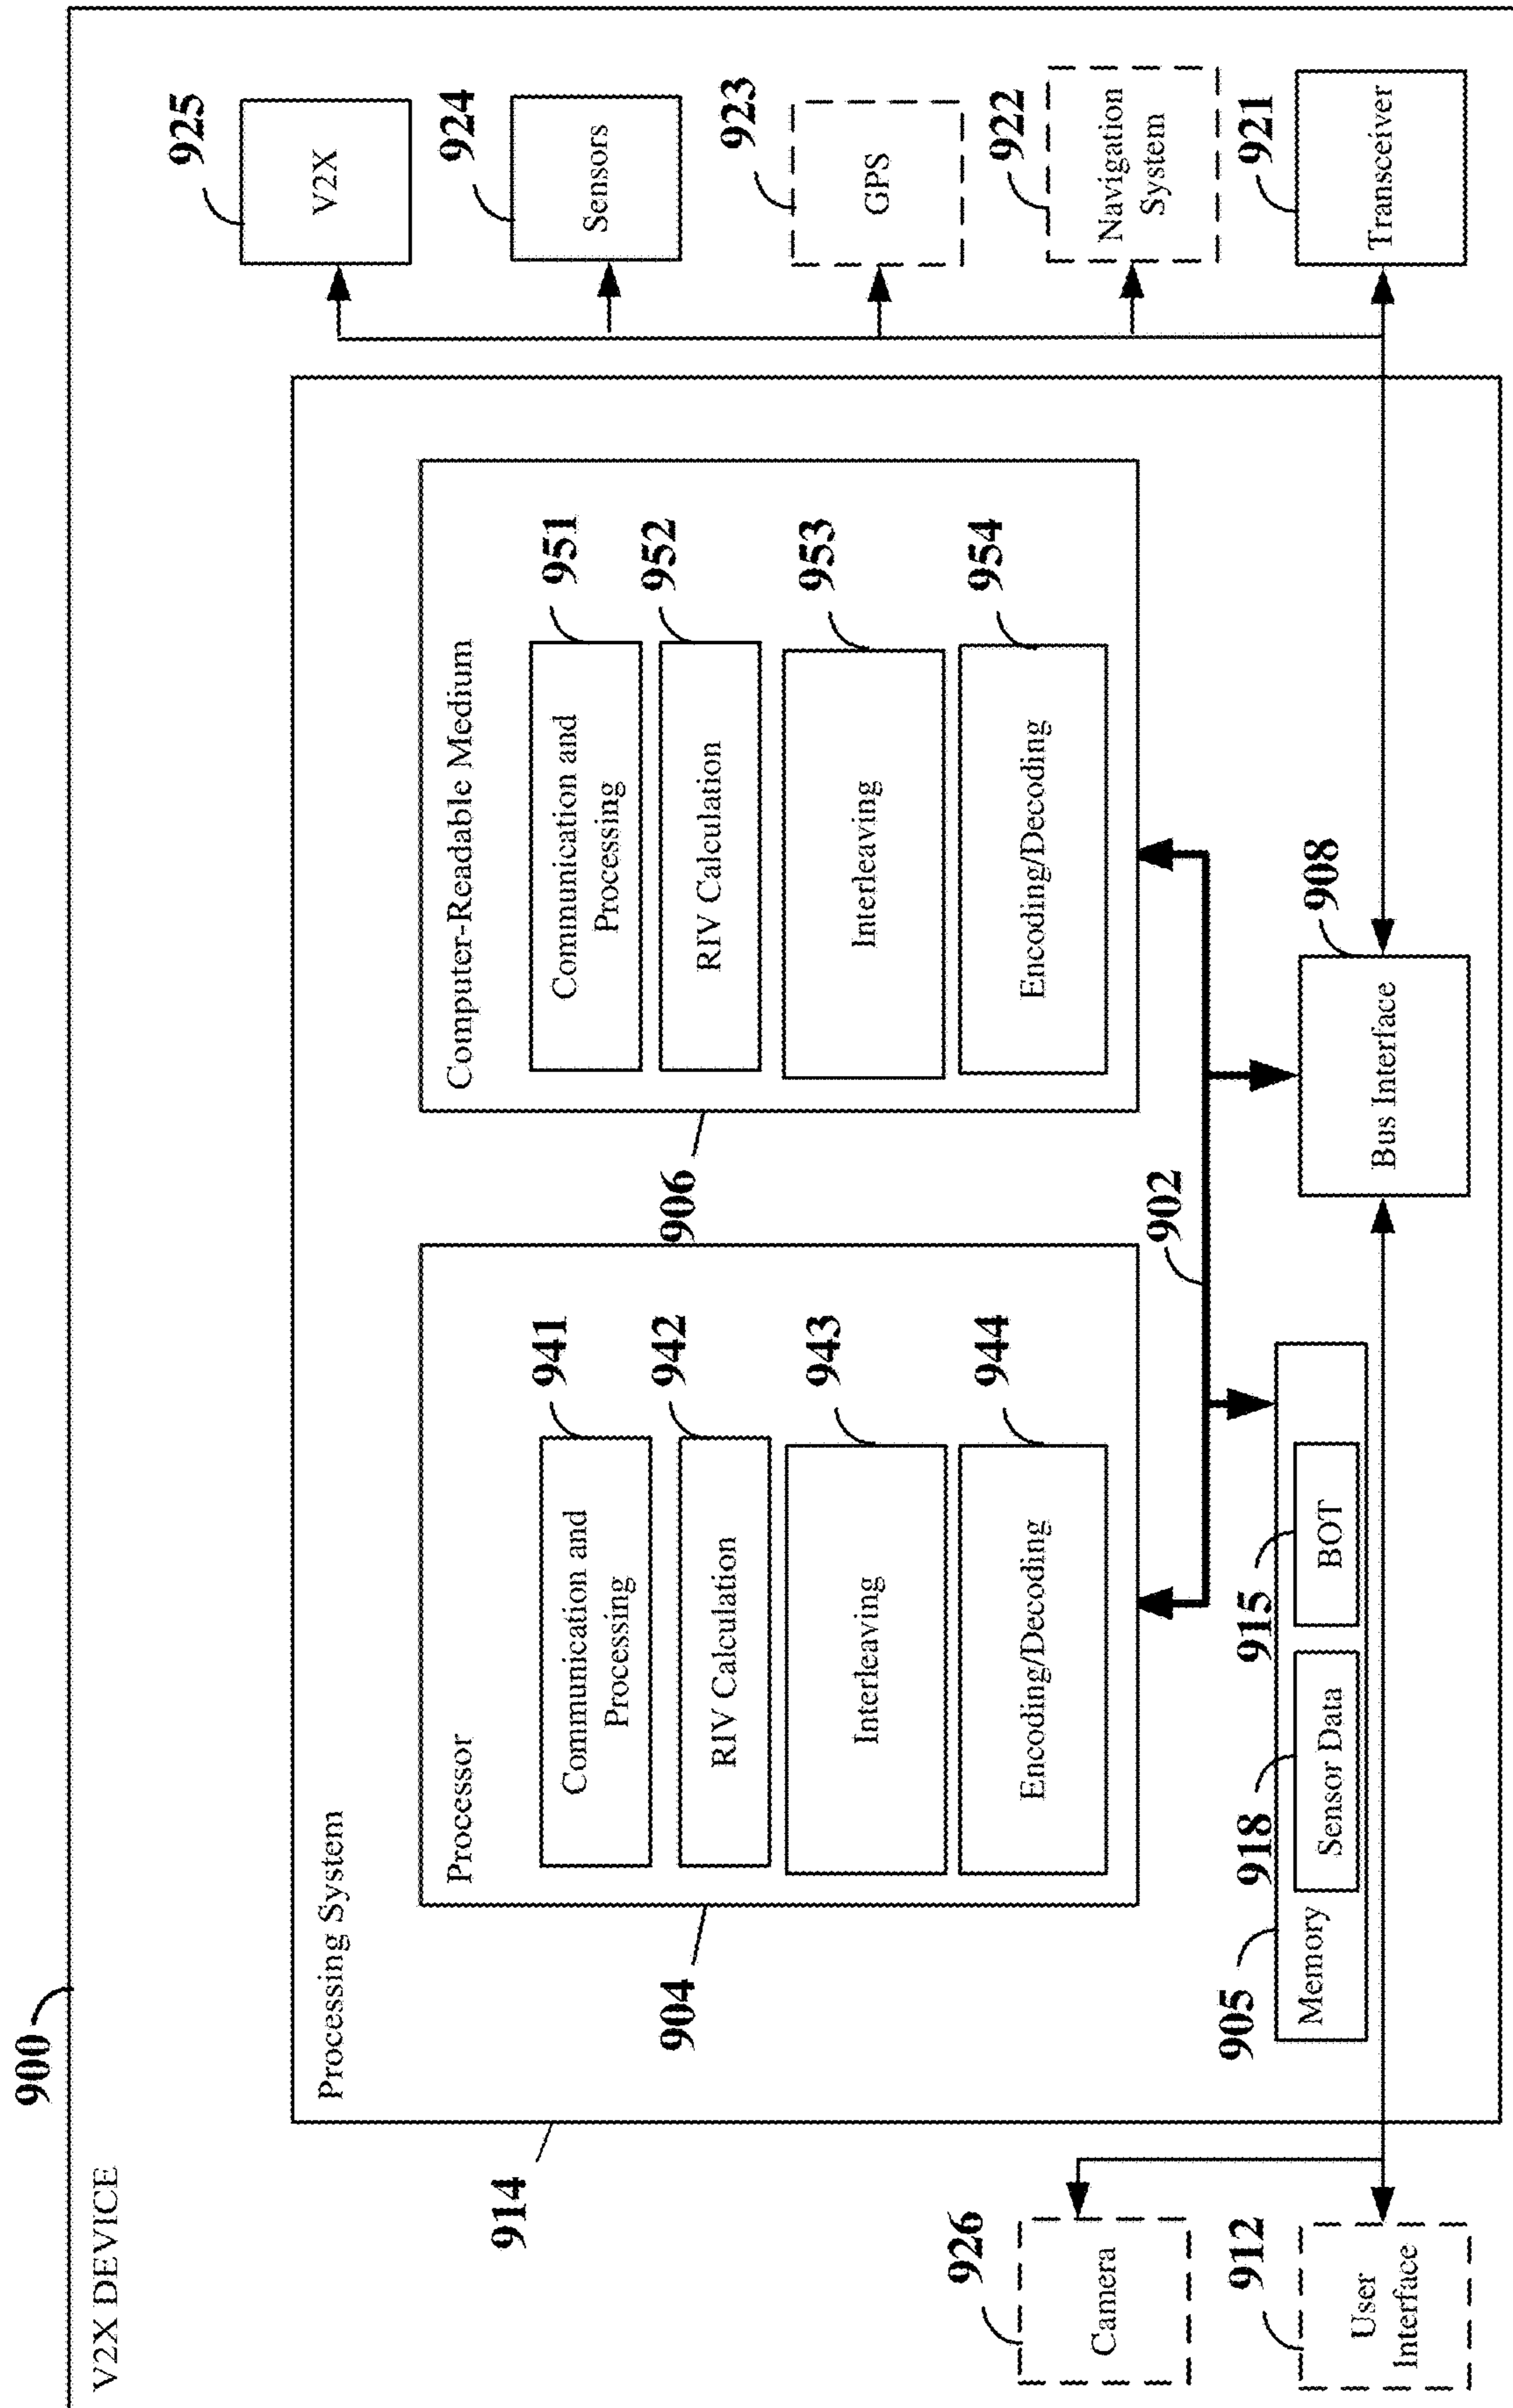 900
V2X DEVICE
914
Processing System
904
Processor
941
Communication and
Processing
942
RIV Calculation
943
Interleaving
944
Encoding/Decoding
906
Computer-Readable Medium
951
Communication and
Processing
952
RIV Calculation
953
Interleaving
954
Encoding/Decoding
902
905
Memory
918
Sensor Data
915
BOT
908
Bus Interface
926
Camera
912
User
Interface
925
V2X
924
Sensors
923
GPS
922
Navigation
System
921
Transceiver